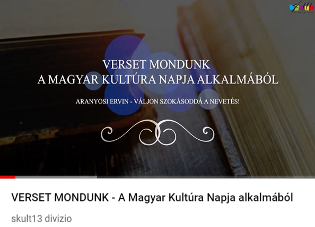 VERSET MONDUNK
A MAGYAR KULTÚRA NAPJA ALKALMÁBÓL
ARANYOSI ERVIN - VÁLJON SZOKÁSODDÁ A NEVETÉS!
VERSET MONDUNK - A Magyar Kultúra Napja alkalmából
skult13 divizio